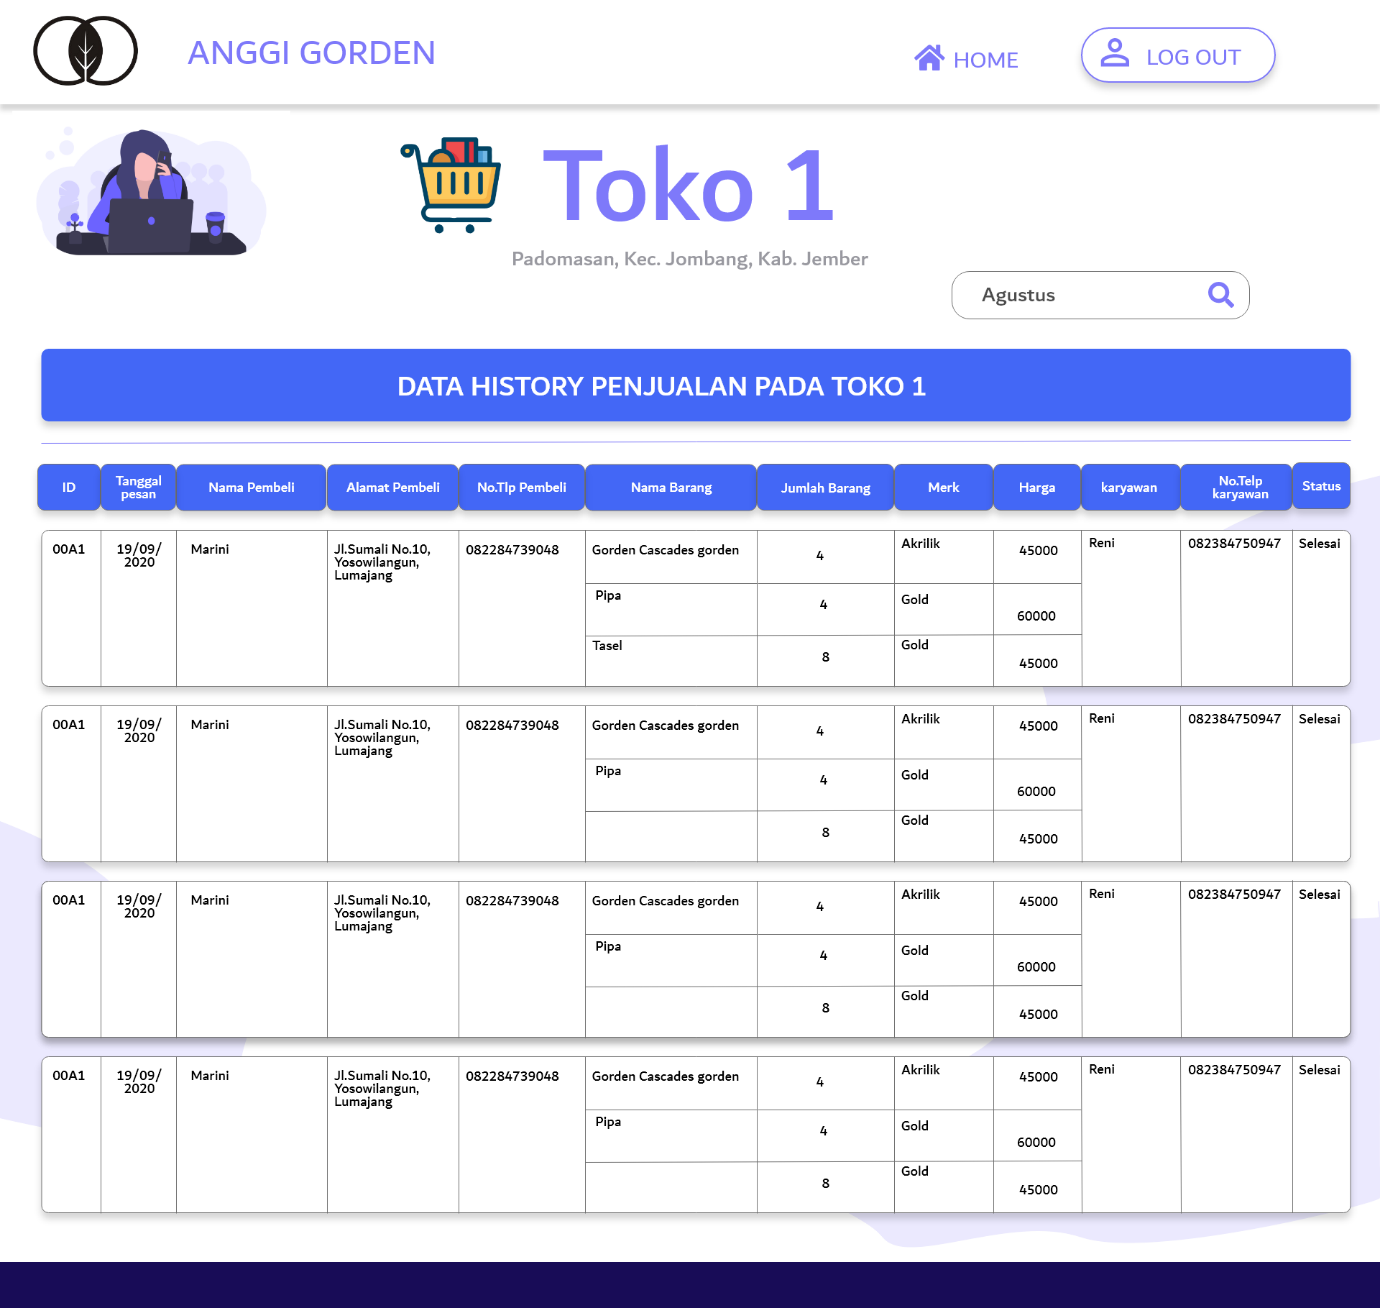 ANGGI GORDEN
HOME
LOG OUT
Toko 1
Padomasan, Kec. Jombang, Kab. Jember
Agustus
DATA HISTORY PENJUALAN PADA TOKO 1
ID
Tanggal
pesan
Nama Pembeli
Alamat Pembeli
No.Tlp Pembeli
Nama Barang
Jumlah Barang
Merk
Harga
karyawan
No.Telp
karyawan
Status
00A1
19/09/
2020
Marini
Jl.Sumali No.10,
Yosowilangun,
Lumajang
082284739048
Gorden Cascades gorden
4
Akrilik
45000
Pipa
4
Gold
60000
Tasel
8
Gold
45000
Reni
082384750947
Selesai
00A1
19/09/
2020
Marini
Jl.Sumali No.10,
Yosowilangun,
Lumajang
082284739048
Gorden Cascades gorden
4
Akrilik
45000
Pipa
4
Gold
60000
8
Gold
45000
Reni
082384750947
Selesai
00A1
19/09/
2020
Marini
Jl.Sumali No.10,
Yosowilangun,
Lumajang
082284739048
Gorden Cascades gorden
4
Akrilik
45000
Pipa
4
Gold
60000
8
Gold
45000
Reni
082384750947
Selesai
00A1
19/09/
2020
Marini
Jl.Sumali No.10,
Yosowilangun,
Lumajang
082284739048
Gorden Cascades gorden
4
Akrilik
45000
Pipa
4
Gold
60000
8
Gold
45000
Reni
082384750947
Selesai